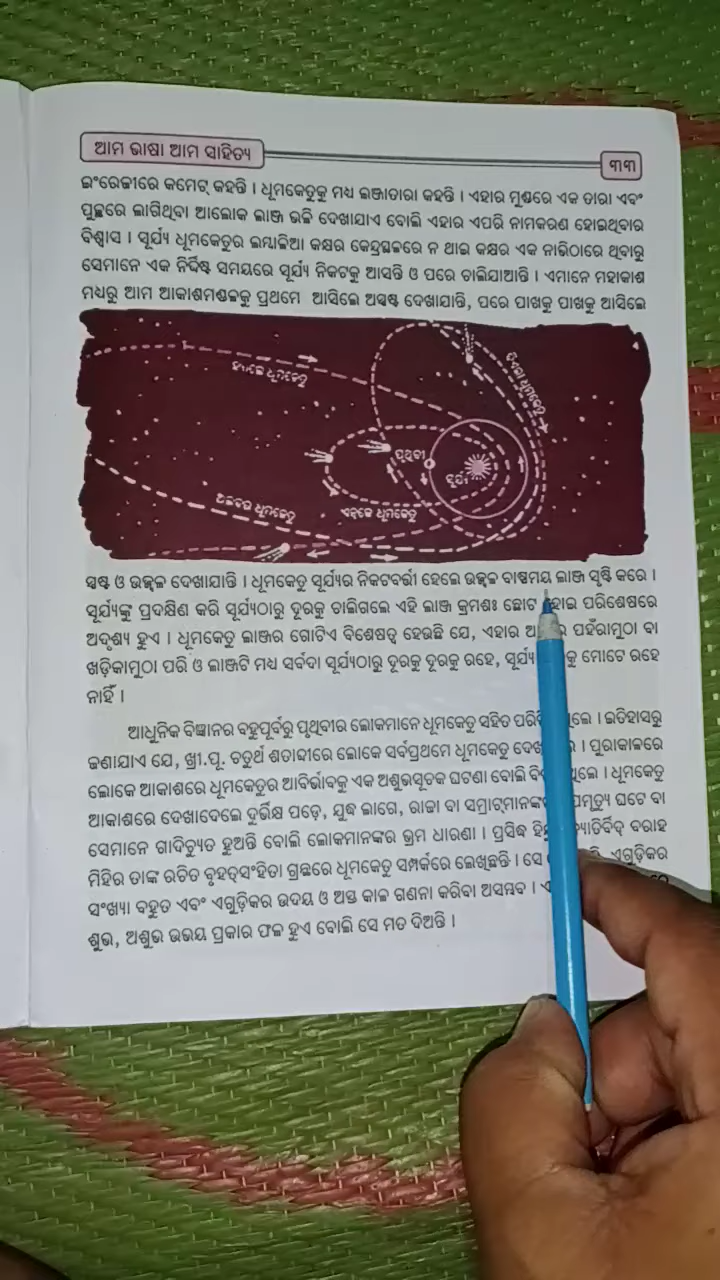 ଆମ ଭାଷା ଆମ ସାହିତ୍ୟ
୩୩
ଇଂରେଜୀରେ କମେଟ୍ କହନ୍ତି । ଧୂମକେତୁକୁ ମଧ୍ୟ ଲଞ୍ଜାତାରା କହନ୍ତି । ଏହାର ମୁଣ୍ଡରେ ଏକ ତାରା ଏବଂ
ପୁଚ୍ଛରେ ଲାଗିଥିବା ଆଲୋକ ଲାଞ୍ଜ ଭଳି ଦେଖାଯାଏ ବୋଲି ଏହାର ଏପରି ନାମକରଣ ହୋଇଥିବାର
ବିଶ୍ୱାସ । ସୂର୍ଯ୍ୟ ଧୂମକେତୁର ଲମ୍ବାଳିଆ କକ୍ଷର କେନ୍ଦ୍ରସ୍ଥଳରେ ନ ଥାଇ କକ୍ଷର ଏକ ନାଭିଠାରେ ଥିବାରୁ
ସେମାନେ ଏକ ନିର୍ଦ୍ଦିଷ୍ଟ ସମୟରେ ସୂର୍ଯ୍ୟ ନିକଟକୁ ଆସନ୍ତି ଓ ପରେ ଚାଲିଯାଆନ୍ତି । ଏମାନେ ମହାକାଶ
ମଧ୍ୟରୁ ଆମ ଆକାଶମଣ୍ଡଳକୁ ପ୍ରଥମେ ଆସିଲେ ଅସ୍ପଷ୍ଟ ଦେଖାଯାନ୍ତି, ପରେ ପାଖକୁ ପାଖକୁ ଆସିଲେ
ହ୍ୟାଲେ ଧୂମକେତୁ
ଧୂମକେତୁ
ପୃଥିବୀ
ସୂର୍ଯ୍ୟ
ଏନ୍‌କେ ଧୂମକେତୁ
ଧୂମକେତୁ
ସ୍ପଷ୍ଟ ଓ ଉଜ୍ଜ୍ୱଳ ଦେଖାଯାନ୍ତି । ଧୂମକେତୁ ସୂର୍ଯ୍ୟର ନିକଟବର୍ତ୍ତୀ ହେଲେ ଉଜ୍ଜ୍ୱଳ ବାଷ୍ପମୟ ଲାଞ୍ଜ ସୃଷ୍ଟି କରେ ।
ସୂର୍ଯ୍ୟଙ୍କୁ ପ୍ରଦକ୍ଷିଣ କରି ସୂର୍ଯ୍ୟଠାରୁ ଦୂରକୁ ଚାଲିଗଲେ ଏହି ଲାଞ୍ଜ କ୍ରମଶଃ ଛୋଟ ହୋଇ ପରିଶେଷରେ
ଅଦୃଶ୍ୟ ହୁଏ । ଧୂମକେତୁ ଲାଞ୍ଜର ଗୋଟିଏ ବିଶେଷତ୍ୱ ହେଉଛି ଯେ, ଏହାର ପହଁରାମୁଠା ବା
ଖଡ଼ିକାମୁଠା ପରି ଓ ଲାଞ୍ଜଟି ମଧ୍ୟ ସର୍ବଦା ସୂର୍ଯ୍ୟଠାରୁ ଦୂରକୁ ଦୂରକୁ ରହେ, ମୋଟେ ରହେ
ନାହିଁ ।
ଆଧୁନିକ ବିଜ୍ଞାନର ବହୁପୂର୍ବରୁ ପୃଥିବୀର ଲୋକମାନେ ଧୂମକେତୁ ସହିତ । ଇତିହାସରୁ
ଜଣାଯାଏ ଯେ, ଖ୍ରୀ.ପୂ. ଚତୁର୍ଥ ଶତାବ୍ଦୀରେ ଲୋକେ ସର୍ବପ୍ରଥମେ ଧୂମକେତୁ । ପୁରାକାଳରେ
ଲୋକେ ଆକାଶରେ ଧୂମକେତୁର ଆବିର୍ଭାବକୁ ଏକ ଅଶୁଭସୂଚକ ଘଟଣା ବୋଲି । ଧୂମକେତୁ
ଆକାଶରେ ଦେଖାଦେଲେ ଦୁର୍ଭିକ୍ଷ ପଡ଼େ, ଯୁଦ୍ଧ ଲାଗେ, ରାଜା ବା ଘଟେ ବା
ସେମାନେ ଗାଦିଚ୍ୟୁତ ହୁଅନ୍ତି ବୋଲି ଲୋକମାନଙ୍କର ଭ୍ରମ ଧାରଣା । ପ୍ରସିଦ୍ଧ ବରାହ
ମିହିର ତାଙ୍କ ରଚିତ ବୃହତ୍‌ସଂହିତା ଗ୍ରନ୍ଥରେ ଧୂମକେତୁ ସମ୍ପର୍କରେ ଲେଖିଛନ୍ତି । ସେ ଏଗୁଡ଼ିକର
ସଂଖ୍ୟା ବହୁତ ଏବଂ ଏଗୁଡ଼ିକର ଉଦୟ ଓ ଅସ୍ତ କାଳ ଗଣନା କରିବା ଅସମ୍ଭବ ।
ଶୁଭ, ଅଶୁଭ ଉଭୟ ପ୍ରକାର ଫଳ ହୁଏ ବୋଲି ସେ ମତ ଦିଅନ୍ତି ।